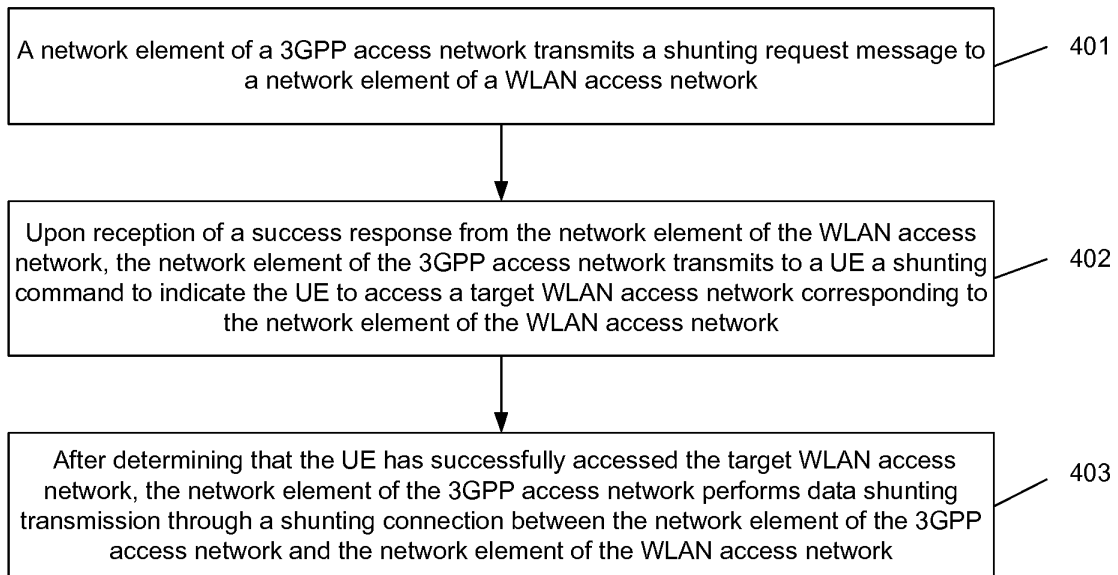 A network element of a 3GPP access network transmits a shunting request message to
a network element of a WLAN access network
401
Upon reception of a success response from the network element of the WLAN access
network, the network element of the 3GPP access network transmits to a UE a shunting
command to indicate the UE to access a target WLAN access network corresponding to
the network element of the WLAN access network
402
After determining that the UE has successfully accessed the target WLAN access
network, the network element of the 3GPP access network performs data shunting
transmission through a shunting connection between the network element of the 3GPP
access network and the network element of the WLAN access network
403